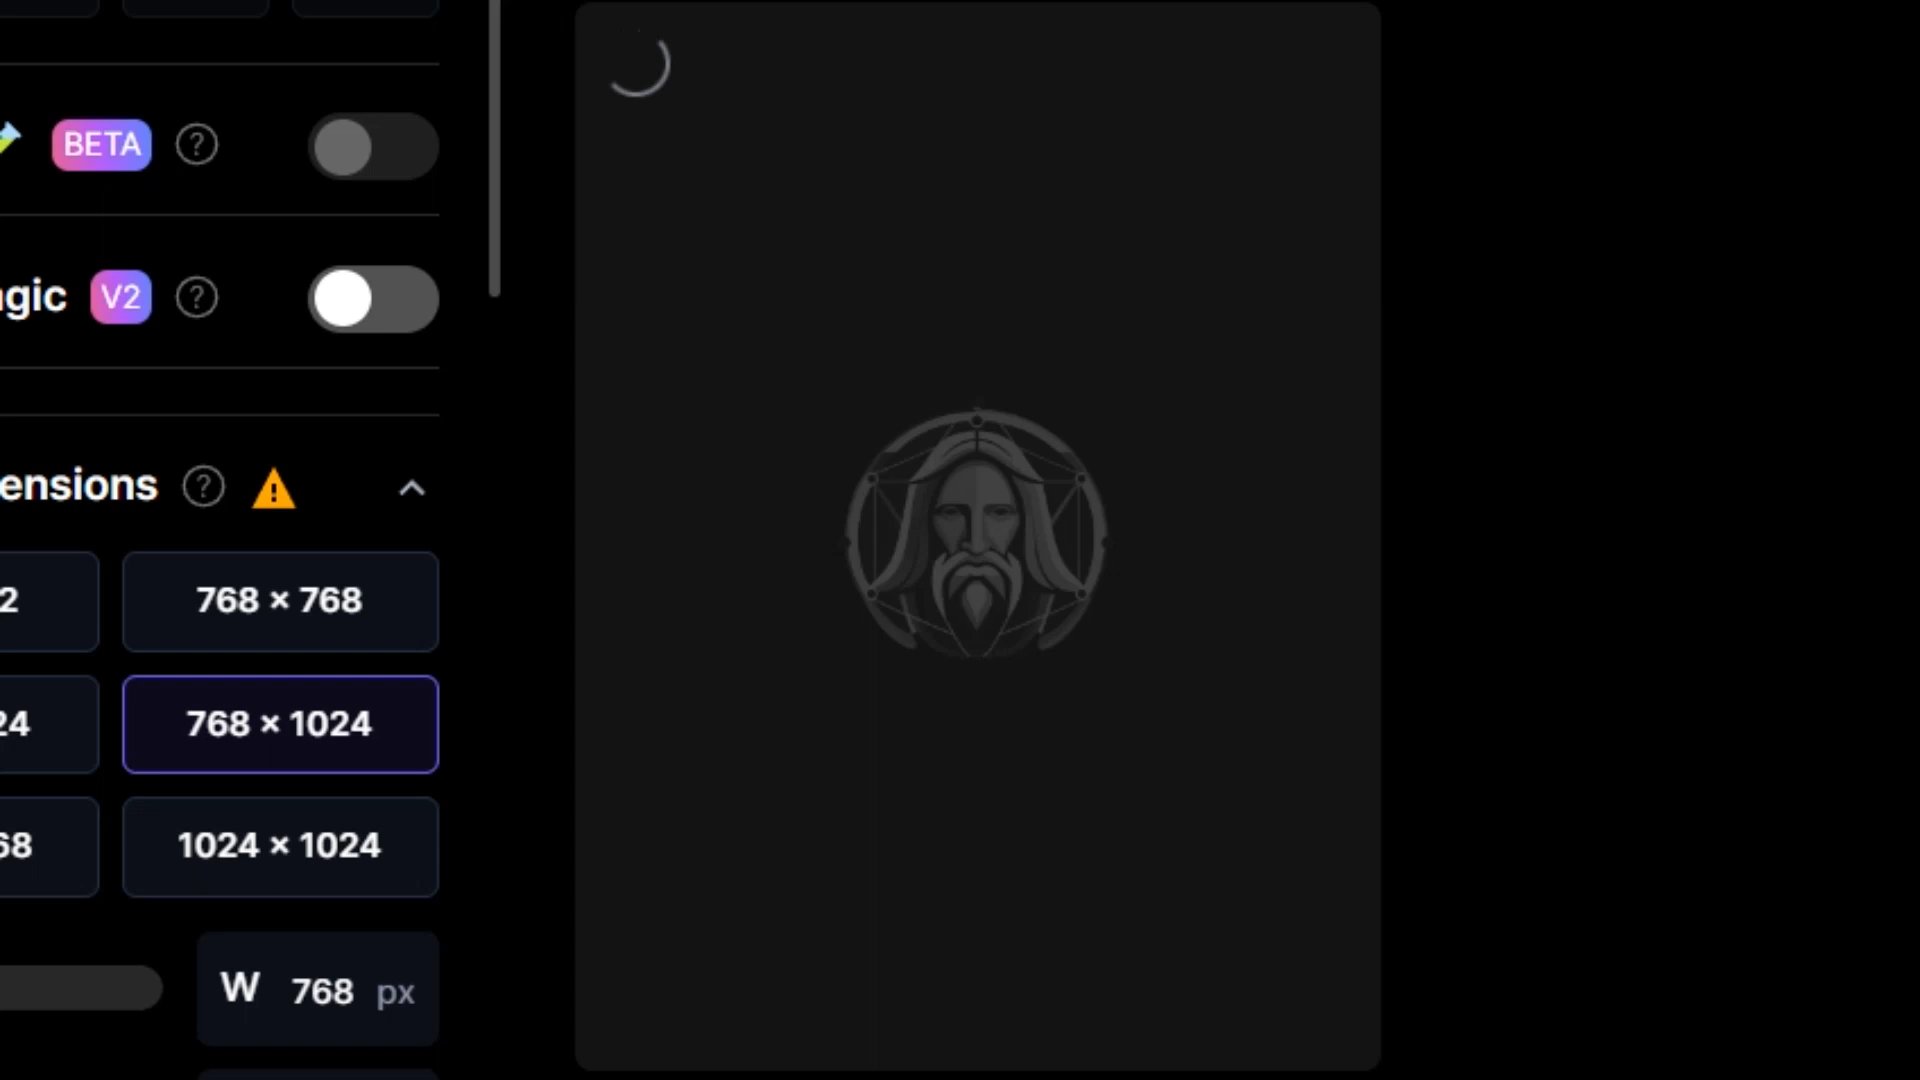 BETA ?
gic V2 ?
ensions ?
2 768 × 768
24 768 × 1024
68 1024 × 1024
W 768 px